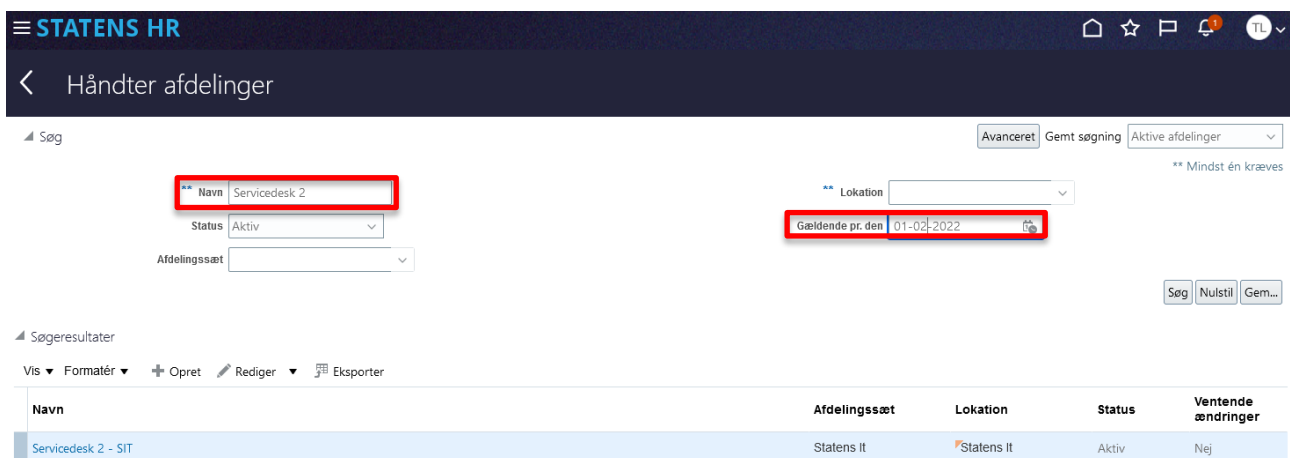 STATENS HR
1
TL
Håndter afdelinger
Søg
Avanceret Gemt søgning Aktive afdelinger
** Mindst én kræves
** Navn Servicedesk 2
** Lokation
Status Aktiv
Gældende pr. den 01-02-2022
Afdelingssæt
Søg Nulstil Gem...
Søgeresultater
Vis Formatér Opret Rediger Eksporter
Navn Afdelingssæt Lokation Status Ventende ændringer
Servicedesk 2 - SIT Statens It Statens It Aktiv Nej